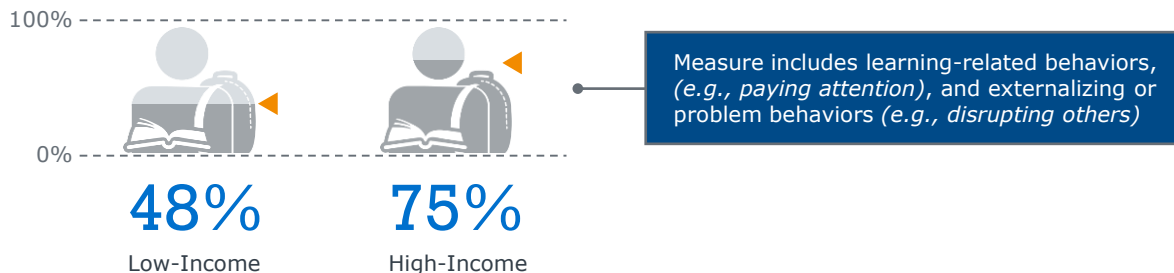 100%
0%
48%
75%
Low-Income
High-Income
Measure includes learning-related behaviors,
(e.g., paying attention), and externalizing or
problem behaviors (e.g., disrupting others)